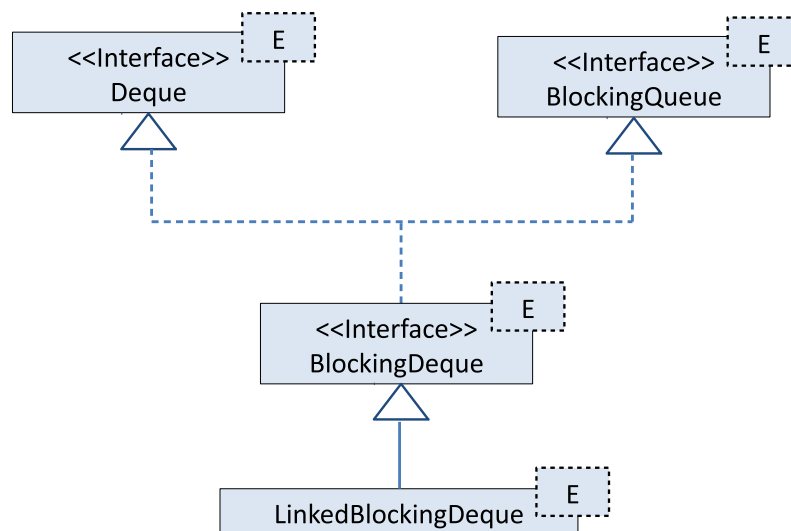 E
<<Interface>>
Deque
E
<<Interface>>
BlockingQueue
E
<<Interface>>
BlockingDeque
E
LinkedBlockingDeque